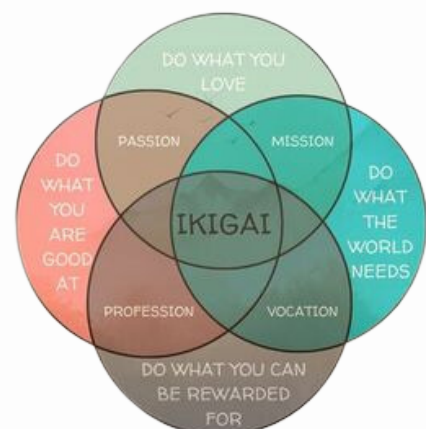 DO WHAT YOU
LOVE
PASSION
MISSION
DO
WHAT
YOU
ARE
GOOD
AT
DO
WHAT
THE
WORLD
NEEDS
IKIGAI
PROFESSION
VOCATION
DO WHAT YOU CAN
BE REWARDED
FOR